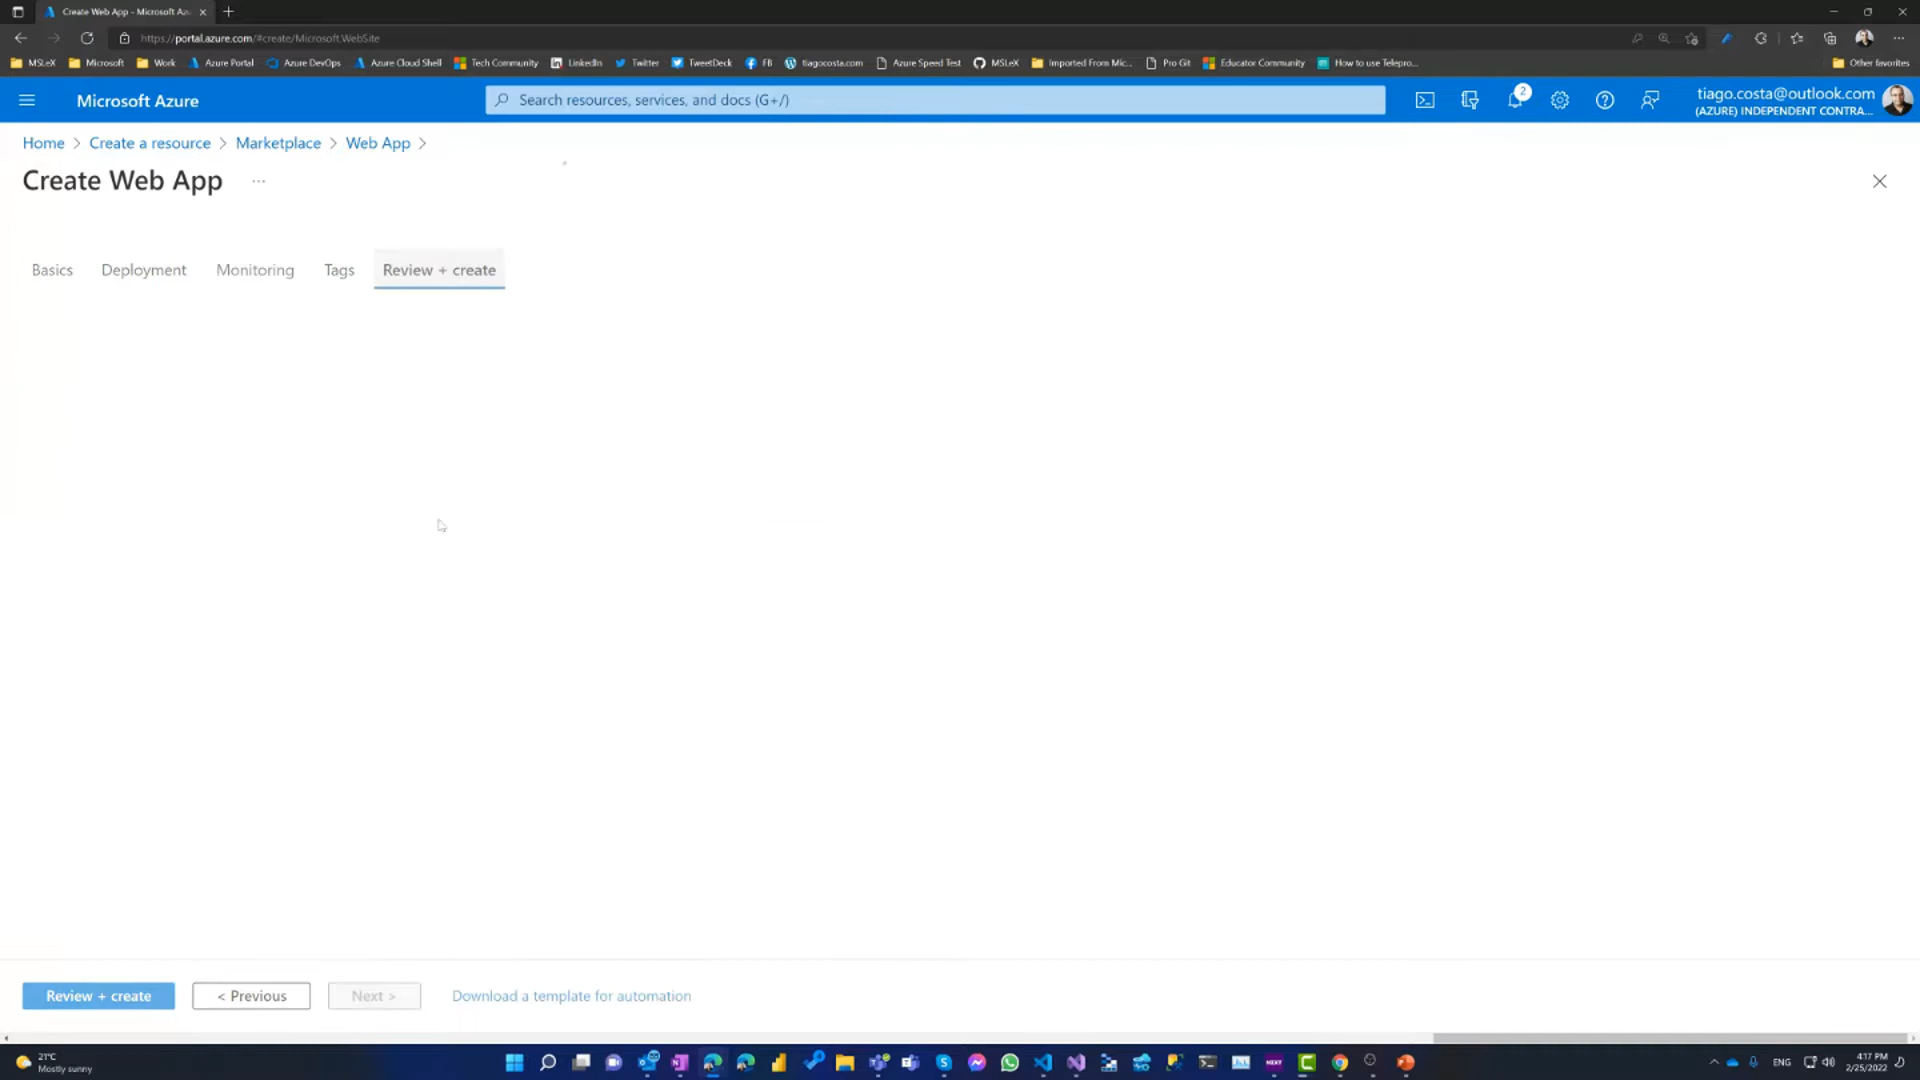 Create Web App - Microsoft Az
https://portal.azure.com/#create/Microsoft.WebSite
MSLeX
Microsoft
Work
Azure Portal
Azure DevOps
Azure Cloud Shell
Tech Community
LinkedIn
Twitter
TweetDeck
FB
tiagocosta.com
Azure Speed Test
MSLeX
Imported From Mic...
Pro Git
Educator Community
How to use Telepro...
Other favorites
Microsoft Azure
Search resources, services, and docs (G+/)
2
tiago.costa@outlook.com
(AZURE) INDEPENDENT CONTRA...
Home > Create a resource > Marketplace > Web App >
Create Web App ...
Basics
Deployment
Monitoring
Tags
Review + create
Review + create
< Previous
Next >
Download a template for automation
21°C
Mostly sunny
NEXT
ENG
4:17 PM
2/25/2022